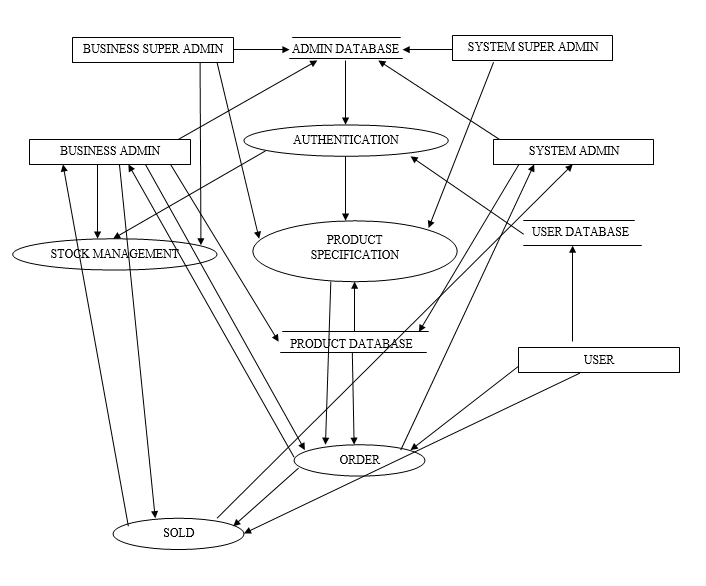 BUSINESS SUPER ADMIN
ADMIN DATABASE
SYSTEM SUPER ADMIN
AUTHENTICATION
BUSINESS ADMIN
SYSTEM ADMIN
USER DATABASE
PRODUCT
SPECIFICATION
STOCK MANAGEMENT
PRODUCT DATABASE
USER
ORDER
SOLD